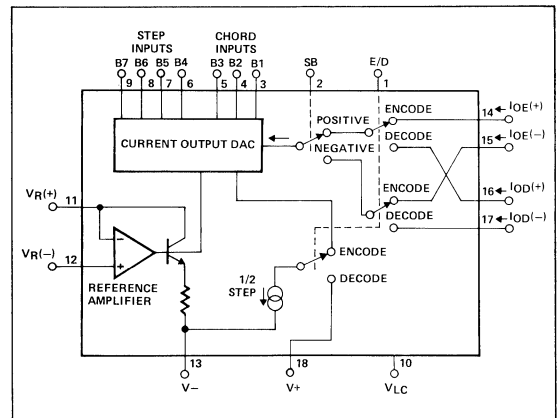 STEP INPUTS
CHORD INPUTS
B7 B6 B5 B4 B3 B2 B1 SB E/D
9 8 7 6 5 4 3 2 1
ENCODE
14 IOE(+)
POSITIVE
15 IOE(−)
CURRENT OUTPUT DAC
DECODE
NEGATIVE
ENCODE
16 IOD(+)
VR(+) 11
DECODE
17 IOD(−)
−
ENCODE
VR(−) 12
+
1/2 STEP
DECODE
REFERENCE AMPLIFIER
13 18 10
V− V+ VLC